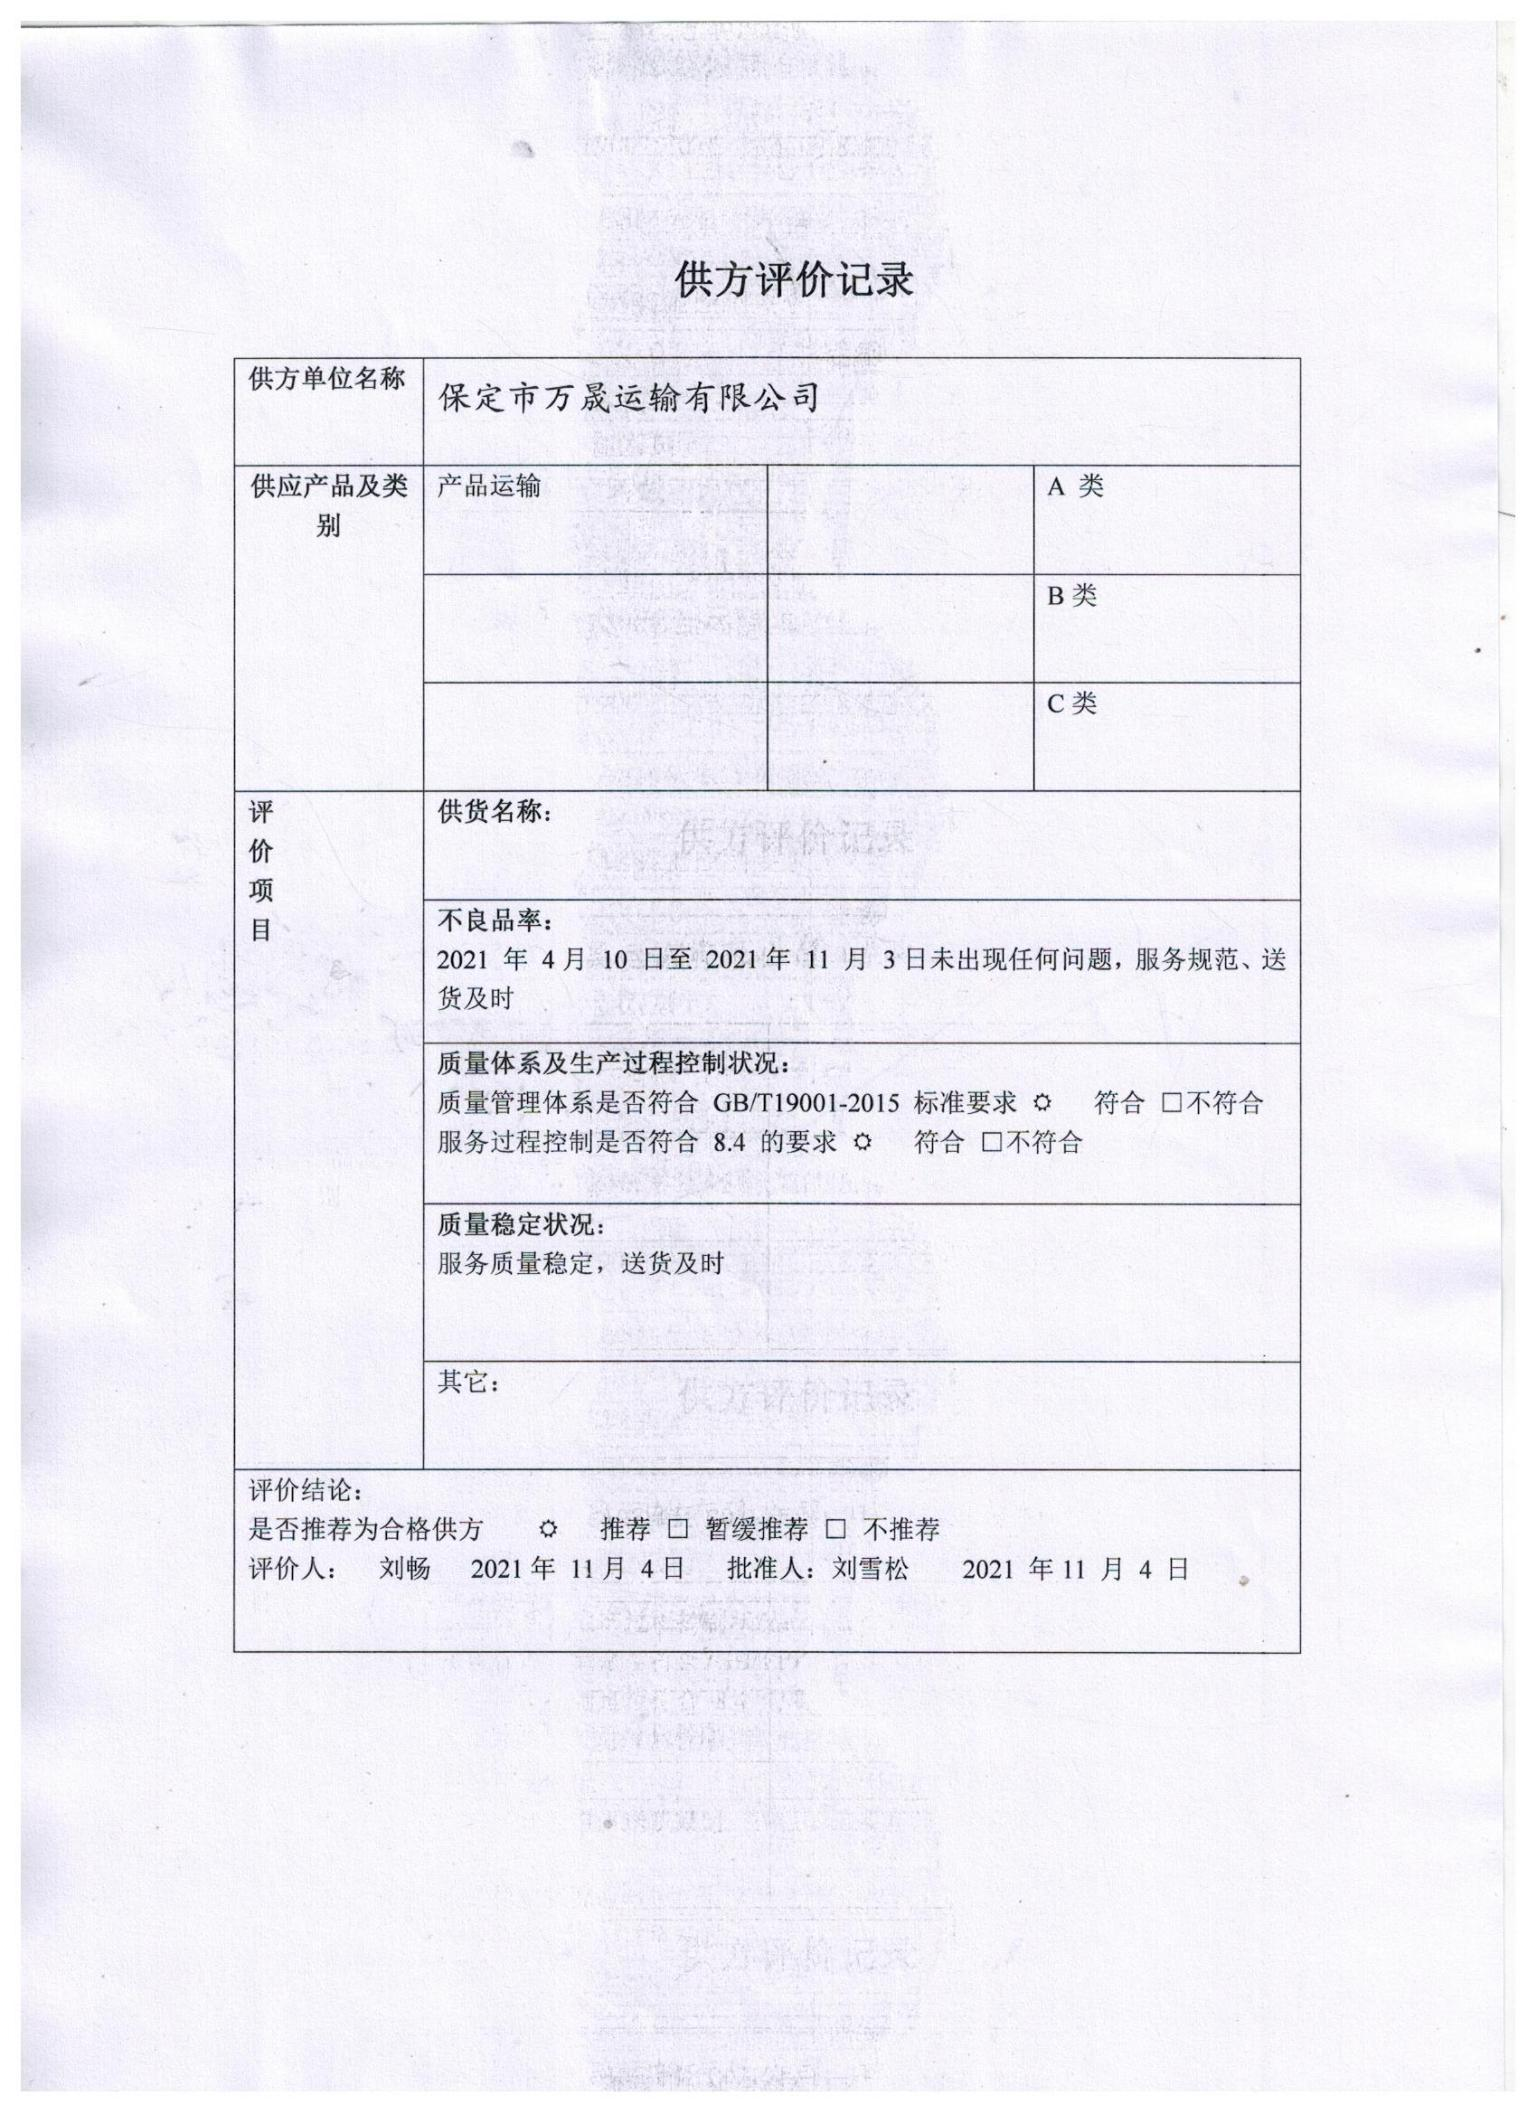 供方评价记录
供方单位名称
保定市万晟运输有限公司
供应产品及类
别
产品运输
A 类
B 类
C 类
评
价
项
目
供货名称：
不良品率：
2021 年 4 月 10 日至 2021 年 11 月 3 日未出现任何问题，服务规范、送
货及时
质量体系及生产过程控制状况：
质量管理体系是否符合 GB/T19001-2015 标准要求 ☼ 符合 □不符合
服务过程控制是否符合 8.4 的要求 ☼ 符合 □不符合
质量稳定状况：
服务质量稳定，送货及时
其它：
评价结论：
是否推荐为合格供方 ☼ 推荐 □ 暂缓推荐 □ 不推荐
评价人： 刘畅 2021 年 11 月 4 日 批准人：刘雪松 2021 年 11 月 4 日